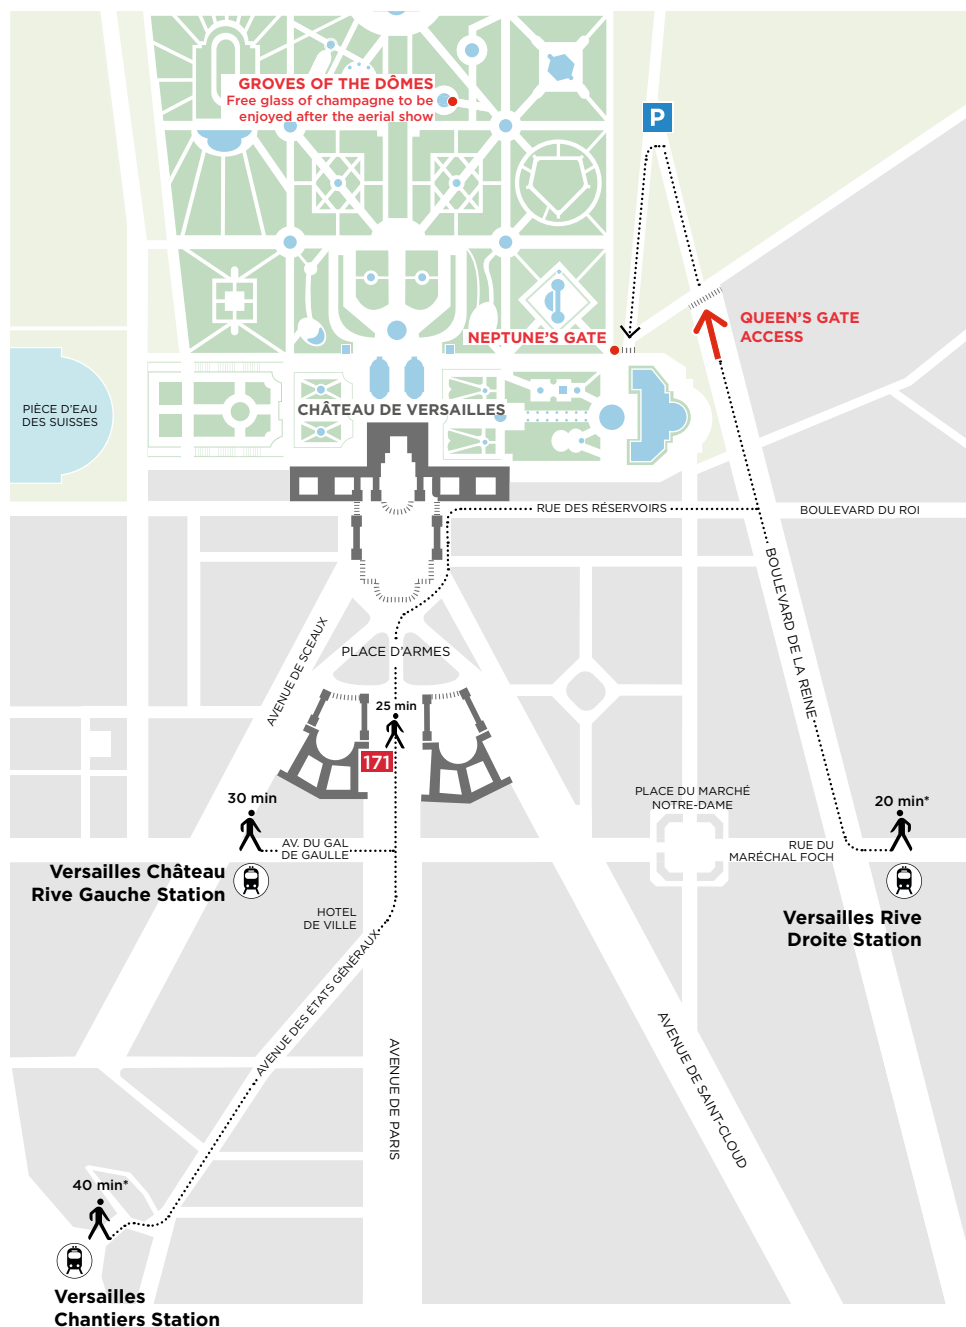 GROVES OF THE DÔMES
Free glass of champagne to be
enjoyed after the aerial show
P
QUEEN'S GATE
ACCESS
NEPTUNE'S GATE
PIÈCE D'EAU
DES SUISSES
CHÂTEAU DE VERSAILLES
RUE DES RÉSERVOIRS
BOULEVARD DU ROI
BOULEVARD DE LA REINE
AVENUE DE SCEAUX
PLACE D'ARMES
25 min
171
30 min
PLACE DU MARCHÉ
NOTRE-DAME
20 min*
AV. DU GAL
DE GAULLE
RUE DU
MARÉCHAL FOCH
Versailles Château
Rive Gauche Station
HOTEL
DE VILLE
Versailles Rive
Droite Station
AVENUE DES ÉTATS GÉNÉRAUX
AVENUE DE PARIS
AVENUE DE SAINT-CLOUD
40 min*
Versailles
Chantiers Station